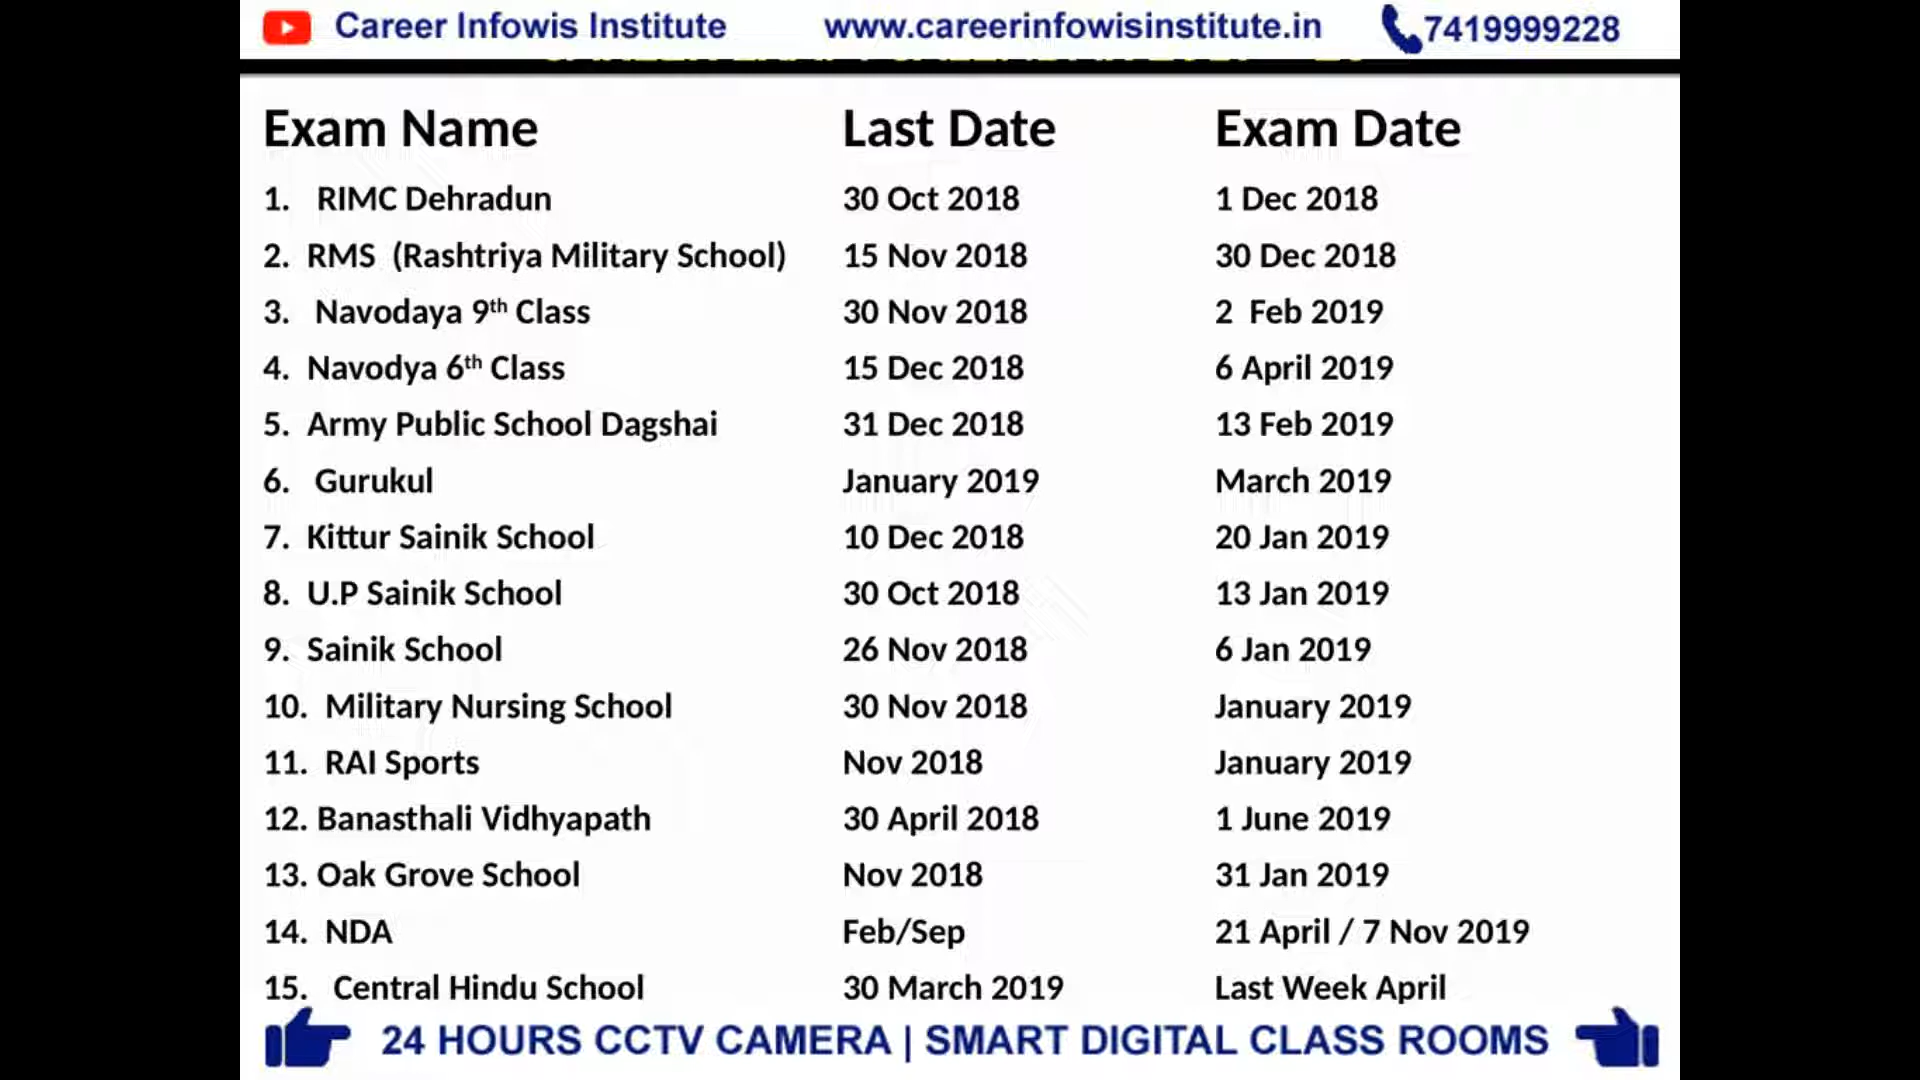 Career Infowis Institute www.careerinfowisinstitute.in 7419999228
Exam Name Last Date Exam Date
1. RIMC Dehradun 30 Oct 2018 1 Dec 2018
2. RMS (Rashtriya Military School) 15 Nov 2018 30 Dec 2018
3. Navodaya 9th Class 30 Nov 2018 2 Feb 2019
4. Navodya 6th Class 15 Dec 2018 6 April 2019
5. Army Public School Dagshai 31 Dec 2018 13 Feb 2019
6. Gurukul January 2019 March 2019
7. Kittur Sainik School 10 Dec 2018 20 Jan 2019
8. U.P Sainik School 30 Oct 2018 13 Jan 2019
9. Sainik School 26 Nov 2018 6 Jan 2019
10. Military Nursing School 30 Nov 2018 January 2019
11. RAI Sports Nov 2018 January 2019
12. Banasthali Vidhyapath 30 April 2018 1 June 2019
13. Oak Grove School Nov 2018 31 Jan 2019
14. NDA Feb/Sep 21 April / 7 Nov 2019
15. Central Hindu School 30 March 2019 Last Week April
24 HOURS CCTV CAMERA | SMART DIGITAL CLASS ROOMS